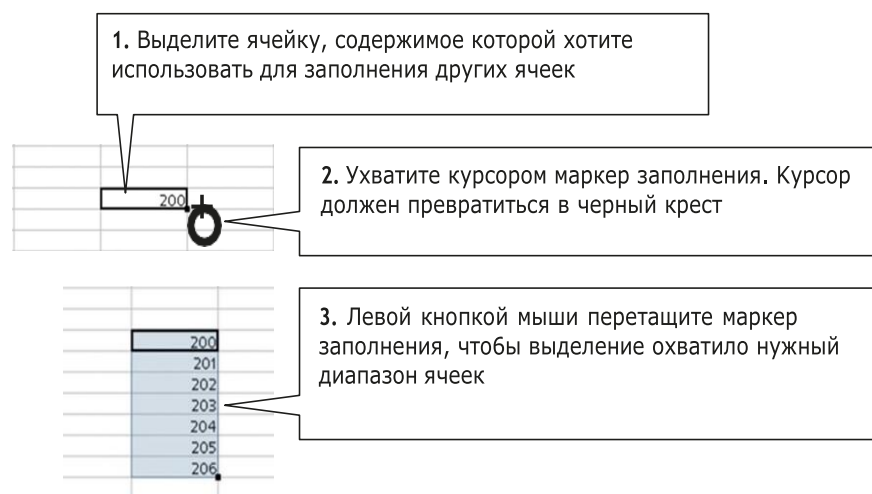 1. Выделите ячейку, содержимое которой хотите
использовать для заполнения других ячеек
200
2. Ухватите курсором маркер заполнения. Курсор
должен превратиться в черный крест
3. Левой кнопкой мыши перетащите маркер
заполнения, чтобы выделение охватило нужный
диапазон ячеек
200
201
202
203
204
205
206